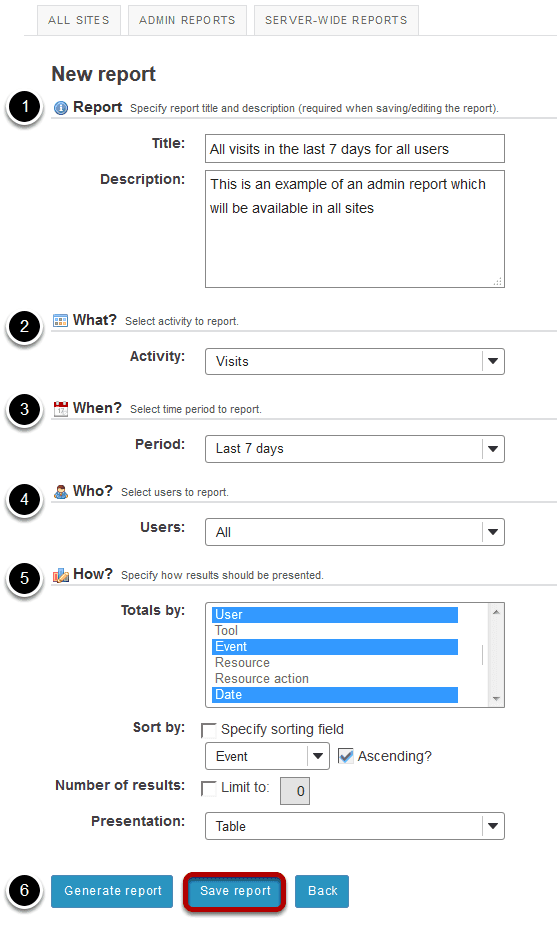 ALL SITES ADMIN REPORTS SERVER-WIDE REPORTS
New report
1 Report Specify report title and description (required when saving/editing the report).
Title: All visits in the last 7 days for all users
Description: This is an example of an admin report which
will be available in all sites
2 What? Select activity to report.
Activity: Visits
3 When? Select time period to report.
Period: Last 7 days
4 Who? Select users to report.
Users: All
5 How? Specify how results should be presented.
Totals by: User
Tool
Event
Resource
Resource action
Date
Sort by: Specify sorting field
Event Ascending?
Number of results: Limit to: 0
Presentation: Table
6 Generate report Save report Back